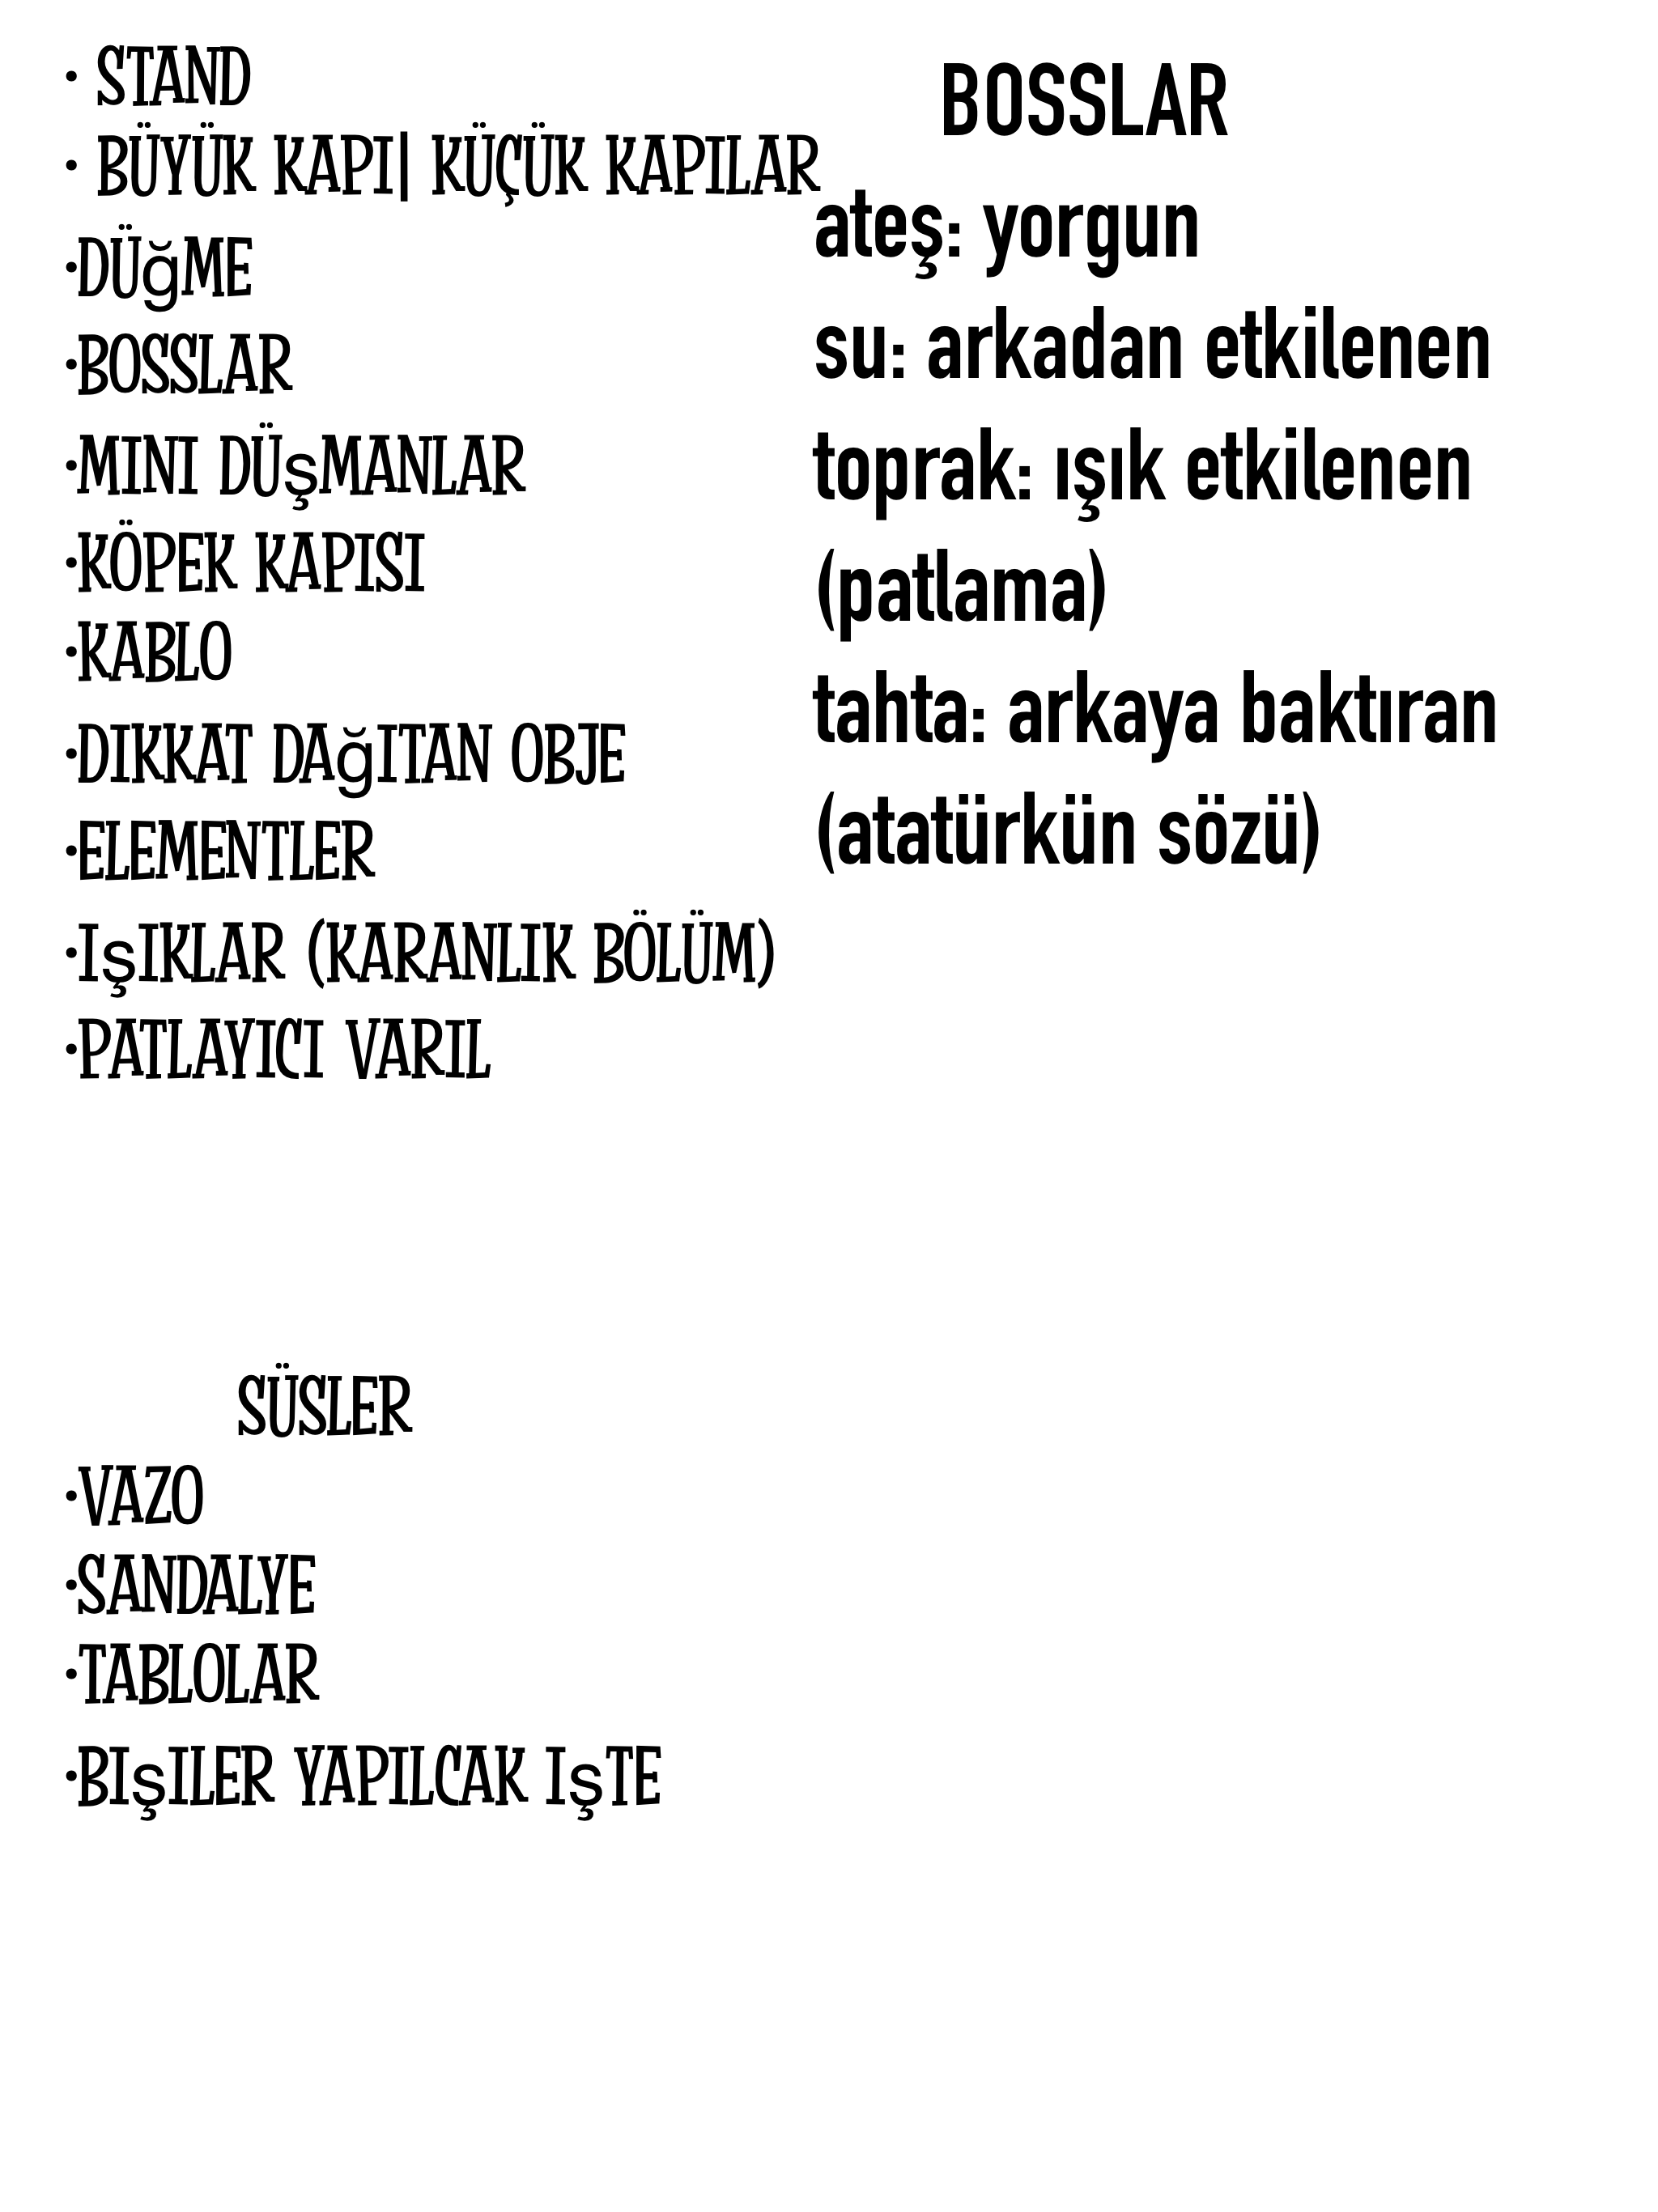 · STAND
· BÜYÜK KAPI| KÜÇÜK KAPILAR
·DÜğME
·BOSSLAR
·MINI DÜşMANLAR
·KÖPEK KAPISI
·KABLO
·DIKKAT DAğITAN OBJE
·ELEMENTLER
·IşIKLAR (KARANLIK BÖLÜM)
·PATLAYICI VARIL
BOSSLAR
ateş: yorgun
su: arkadan etkilenen
toprak: ışık etkilenen
(patlama)
tahta: arkaya baktıran
(atatürkün sözü)
SÜSLER
·VAZO
·SANDALYE
·TABLOLAR
·BIşILER YAPILCAK IşTE